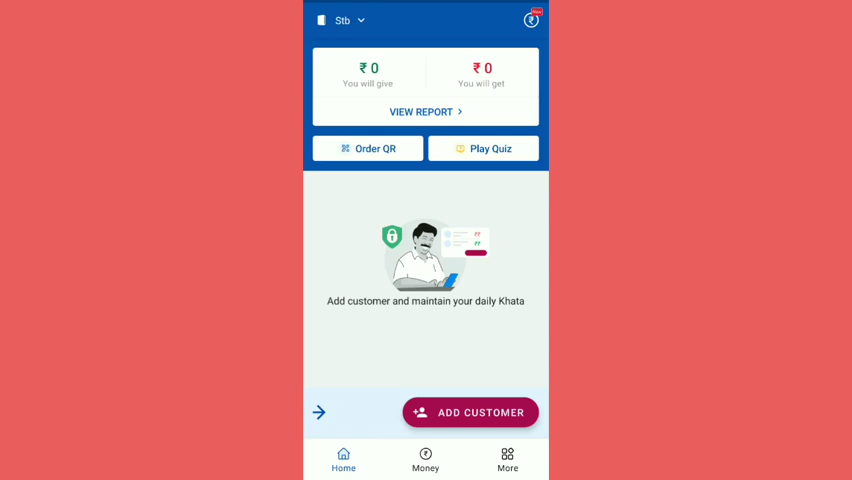 Stb
New
₹ 0
You will give
₹ 0
You will get
VIEW REPORT
Order QR
Play Quiz
Add customer and maintain your daily Khata
ADD CUSTOMER
Home
Money
More